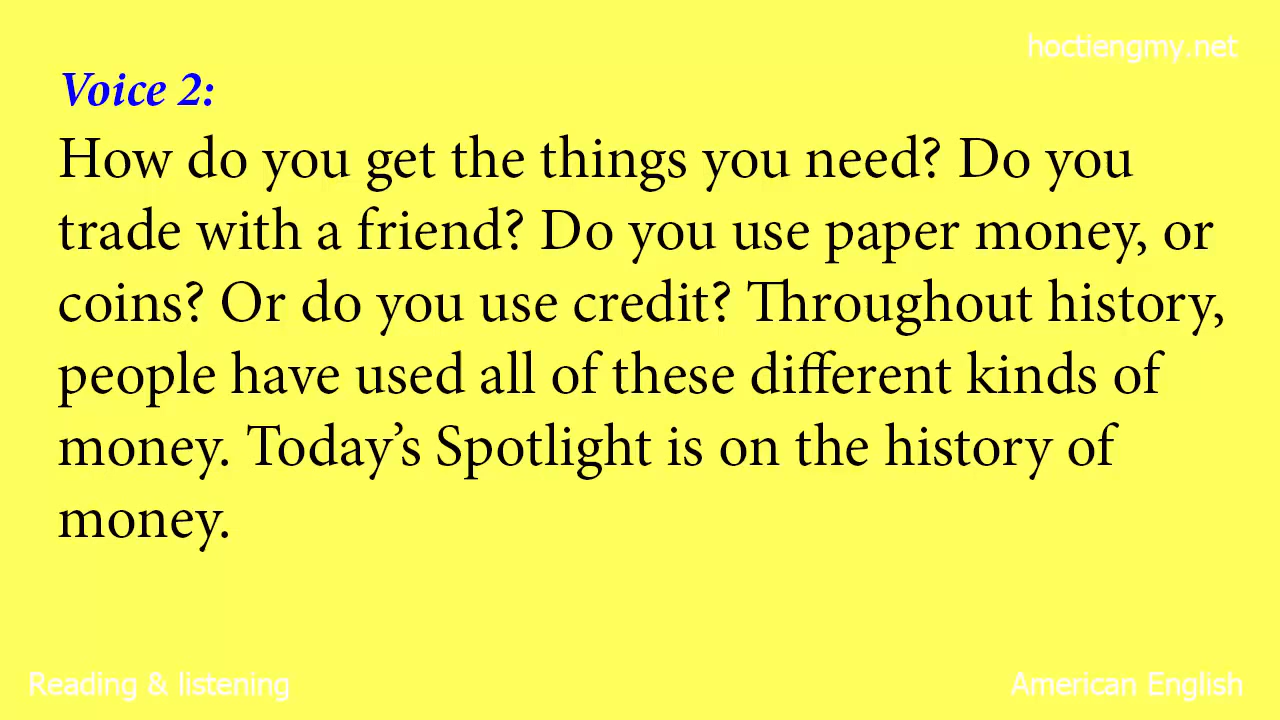 hoctiengmy.net
Voice 2:
How do you get the things you need? Do you
trade with a friend? Do you use paper money, or
coins? Or do you use credit? Throughout history,
people have used all of these different kinds of
money. Today’s Spotlight is on the history of
money.
Reading & listening
American English